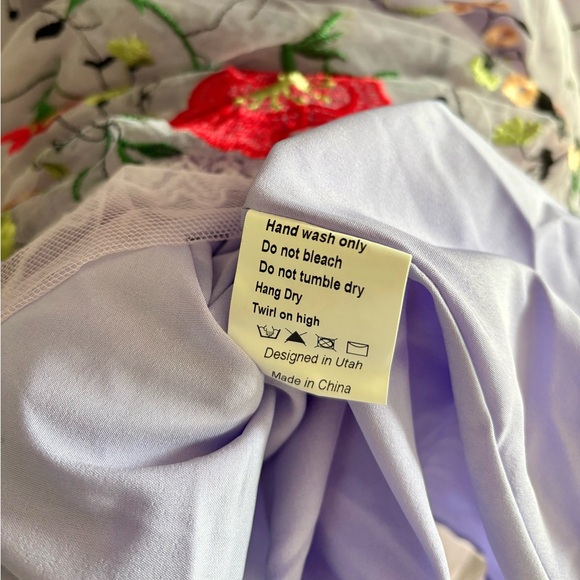 Hand wash only
Do not bleach
Do not tumble dry
Hang Dry
Twirl on high
Designed in Utah
Made in China